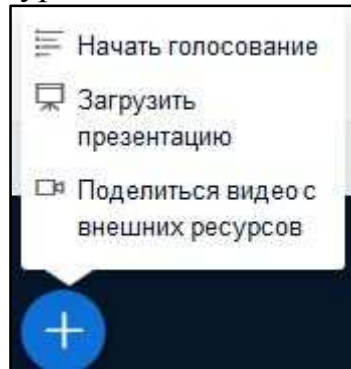 Начать голосование
Загрузить
презентацию
Поделиться видео с
внешних ресурсов